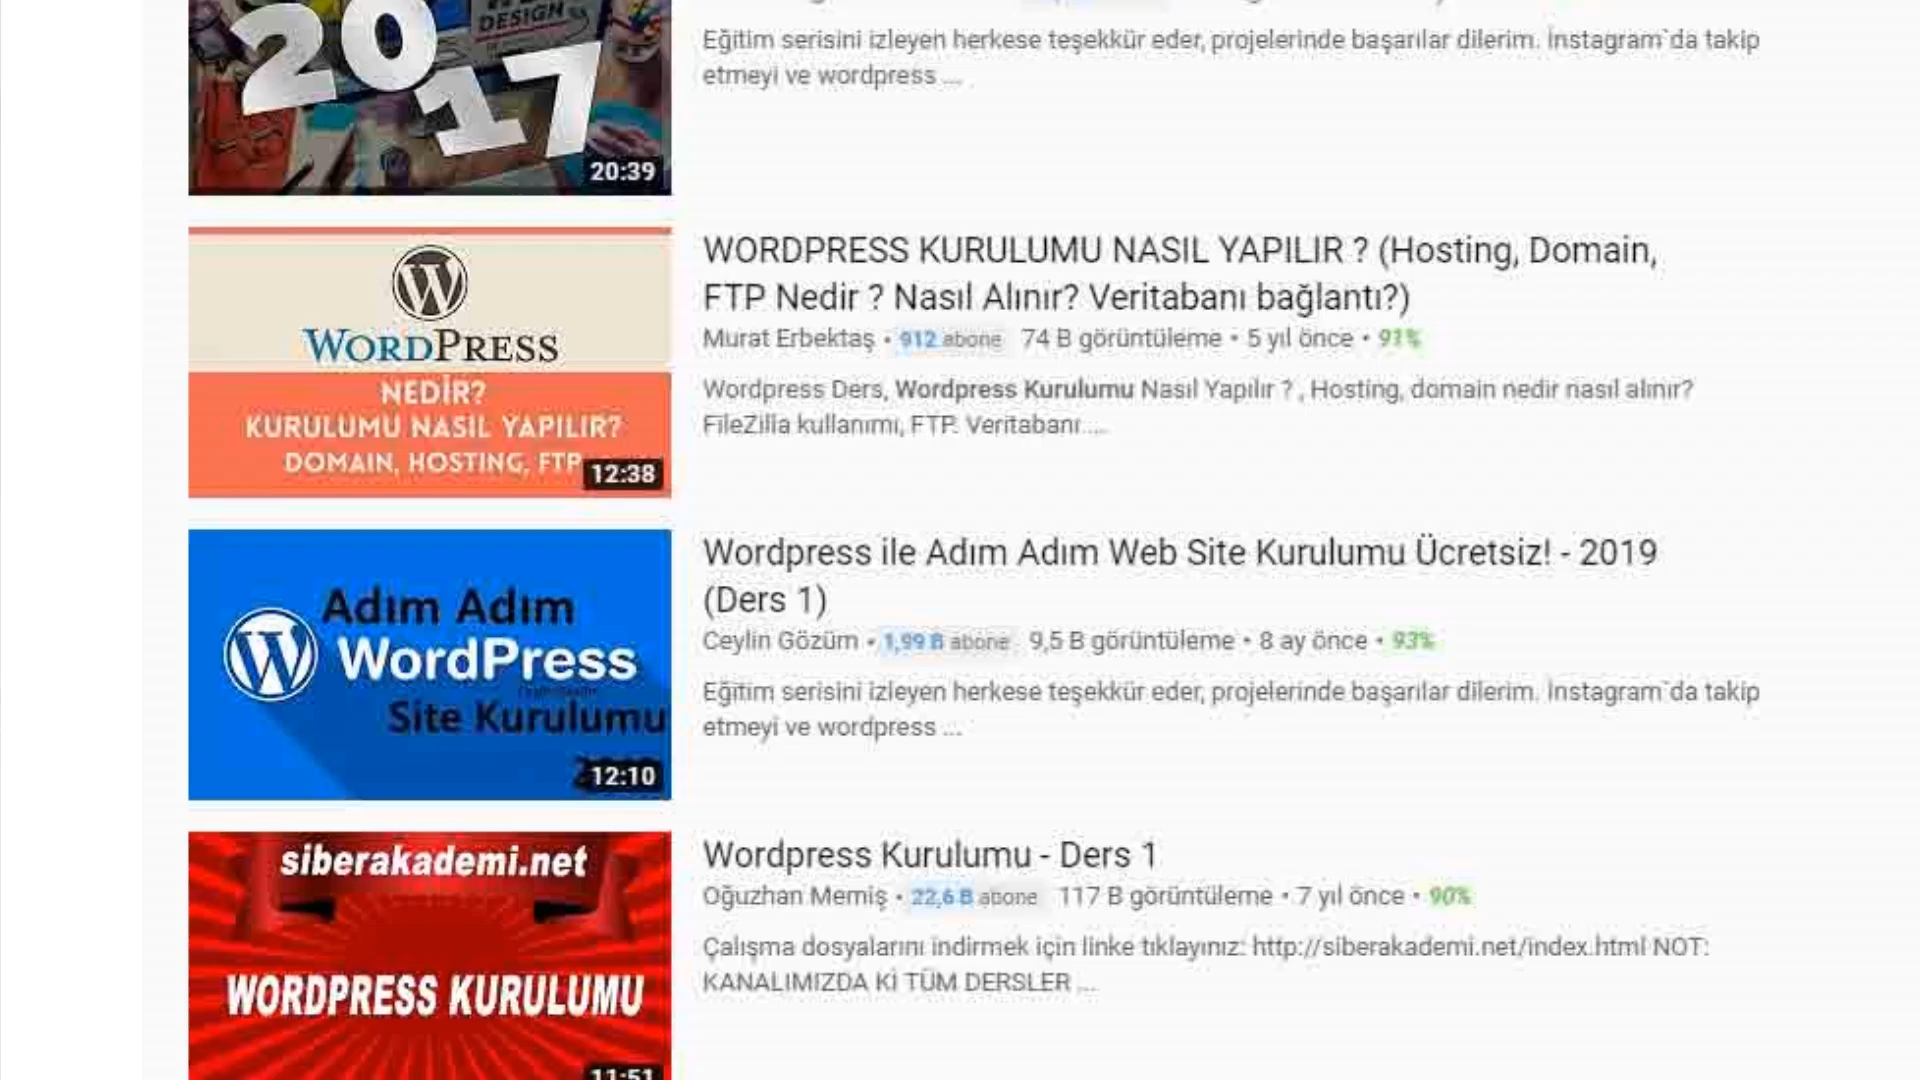 DESIGN
2017
20:39
Eğitim serisini izleyen herkese teşekkür eder, projelerinde başarılar dilerim. İnstagram`da takip
etmeyi ve wordpress ...
WORDPRESS
NEDİR?
KURULUMU NASIL YAPILIR?
DOMAIN, HOSTING, FTP
12:38
WORDPRESS KURULUMU NASIL YAPILIR ? (Hosting, Domain,
FTP Nedir ? Nasıl Alınır? Veritabanı bağlantı?)
Murat Erbektaş • 912 abone 74 B görüntüleme • 5 yıl önce • 91%
Wordpress Ders, Wordpress Kurulumu Nasıl Yapılır ? , Hosting, domain nedir nasıl alınır?
FileZilla kullanımı, FTP. Veritabanı ...
Adım Adım
WordPress
Site Kurulumu
12:10
Wordpress ile Adım Adım Web Site Kurulumu Ücretsiz! - 2019
(Ders 1)
Ceylin Gözüm • 1,99 B abone 9,5 B görüntüleme • 8 ay önce • 93%
Eğitim serisini izleyen herkese teşekkür eder, projelerinde başarılar dilerim. İnstagram`da takip
etmeyi ve wordpress ...
siberakademi.net
WORDPRESS KURULUMU
11:51
Wordpress Kurulumu - Ders 1
Oğuzhan Memiş • 22,6 B abone 117 B görüntüleme • 7 yıl önce • 90%
Çalışma dosyalarını indirmek için linke tıklayınız: http://siberakademi.net/index.html NOT:
KANALIMIZDA Kİ TÜM DERSLER ...